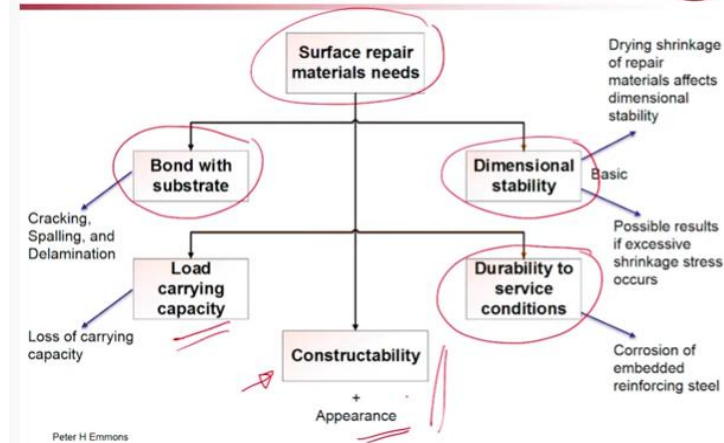 Surface repair
materials needs
Drying shrinkage
of repair
materials affects
dimensional
stability
Bond with
substrate
Dimensional
stability
Basic
Cracking,
Spalling, and
Delamination
Possible results
if excessive
shrinkage stress
occurs
Load
carrying
capacity
Durability to
service
conditions
Loss of carrying
capacity
Constructability
+
Appearance
Corrosion of
embedded
reinforcing steel
Peter H Emmons